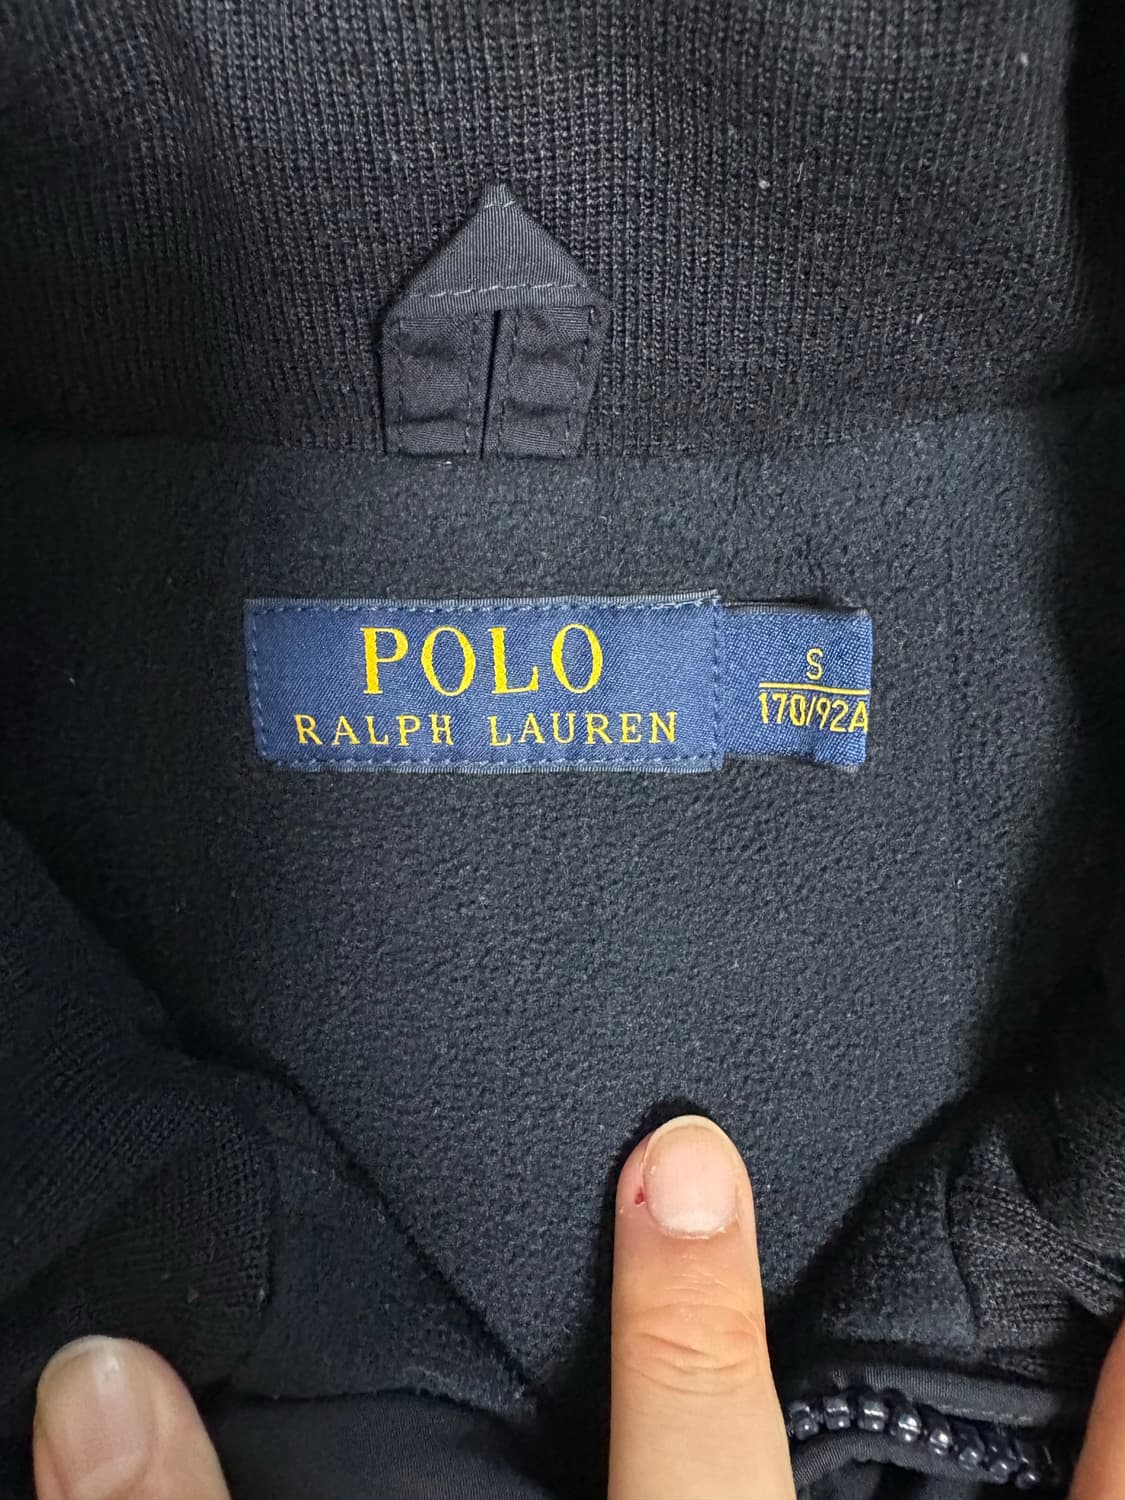 POLO
RALPH LAUREN
S
170/92A